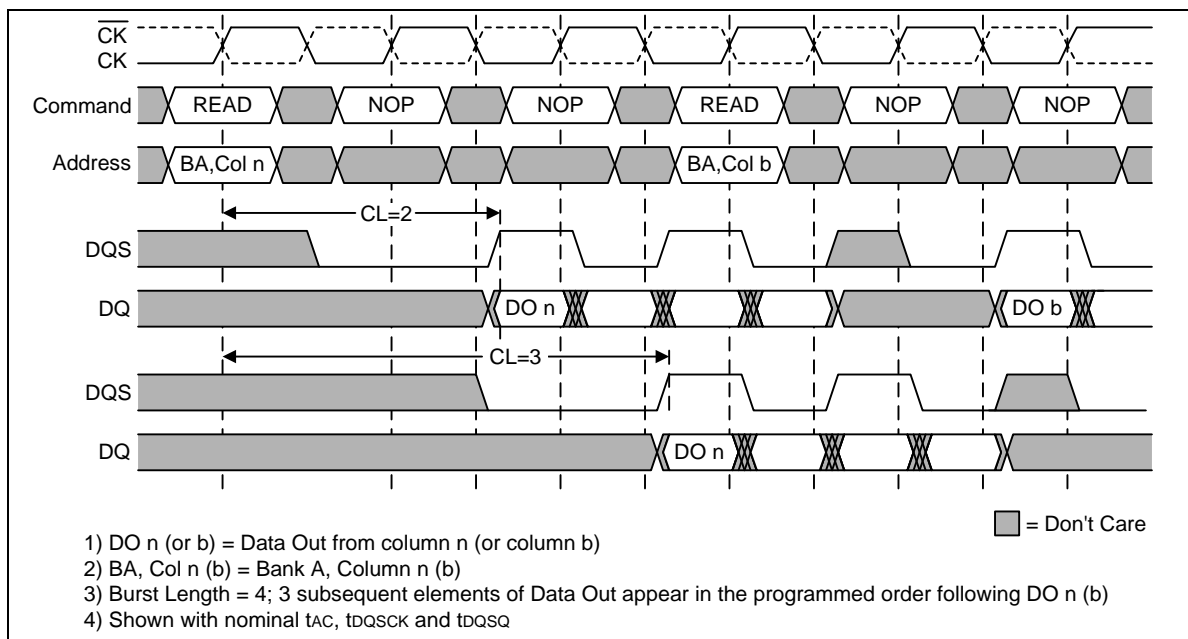 CK
CK
Command READ NOP NOP READ NOP NOP
Address BA,Col n BA,Col b
CL=2
DQS
DQ DO n DO b
CL=3
DQS
DQ DO n
= Don't Care
1) DO n (or b) = Data Out from column n (or column b)
2) BA, Col n (b) = Bank A, Column n (b)
3) Burst Length = 4; 3 subsequent elements of Data Out appear in the programmed order following DO n (b)
4) Shown with nominal tAC, tDQSCK and tDQSQ